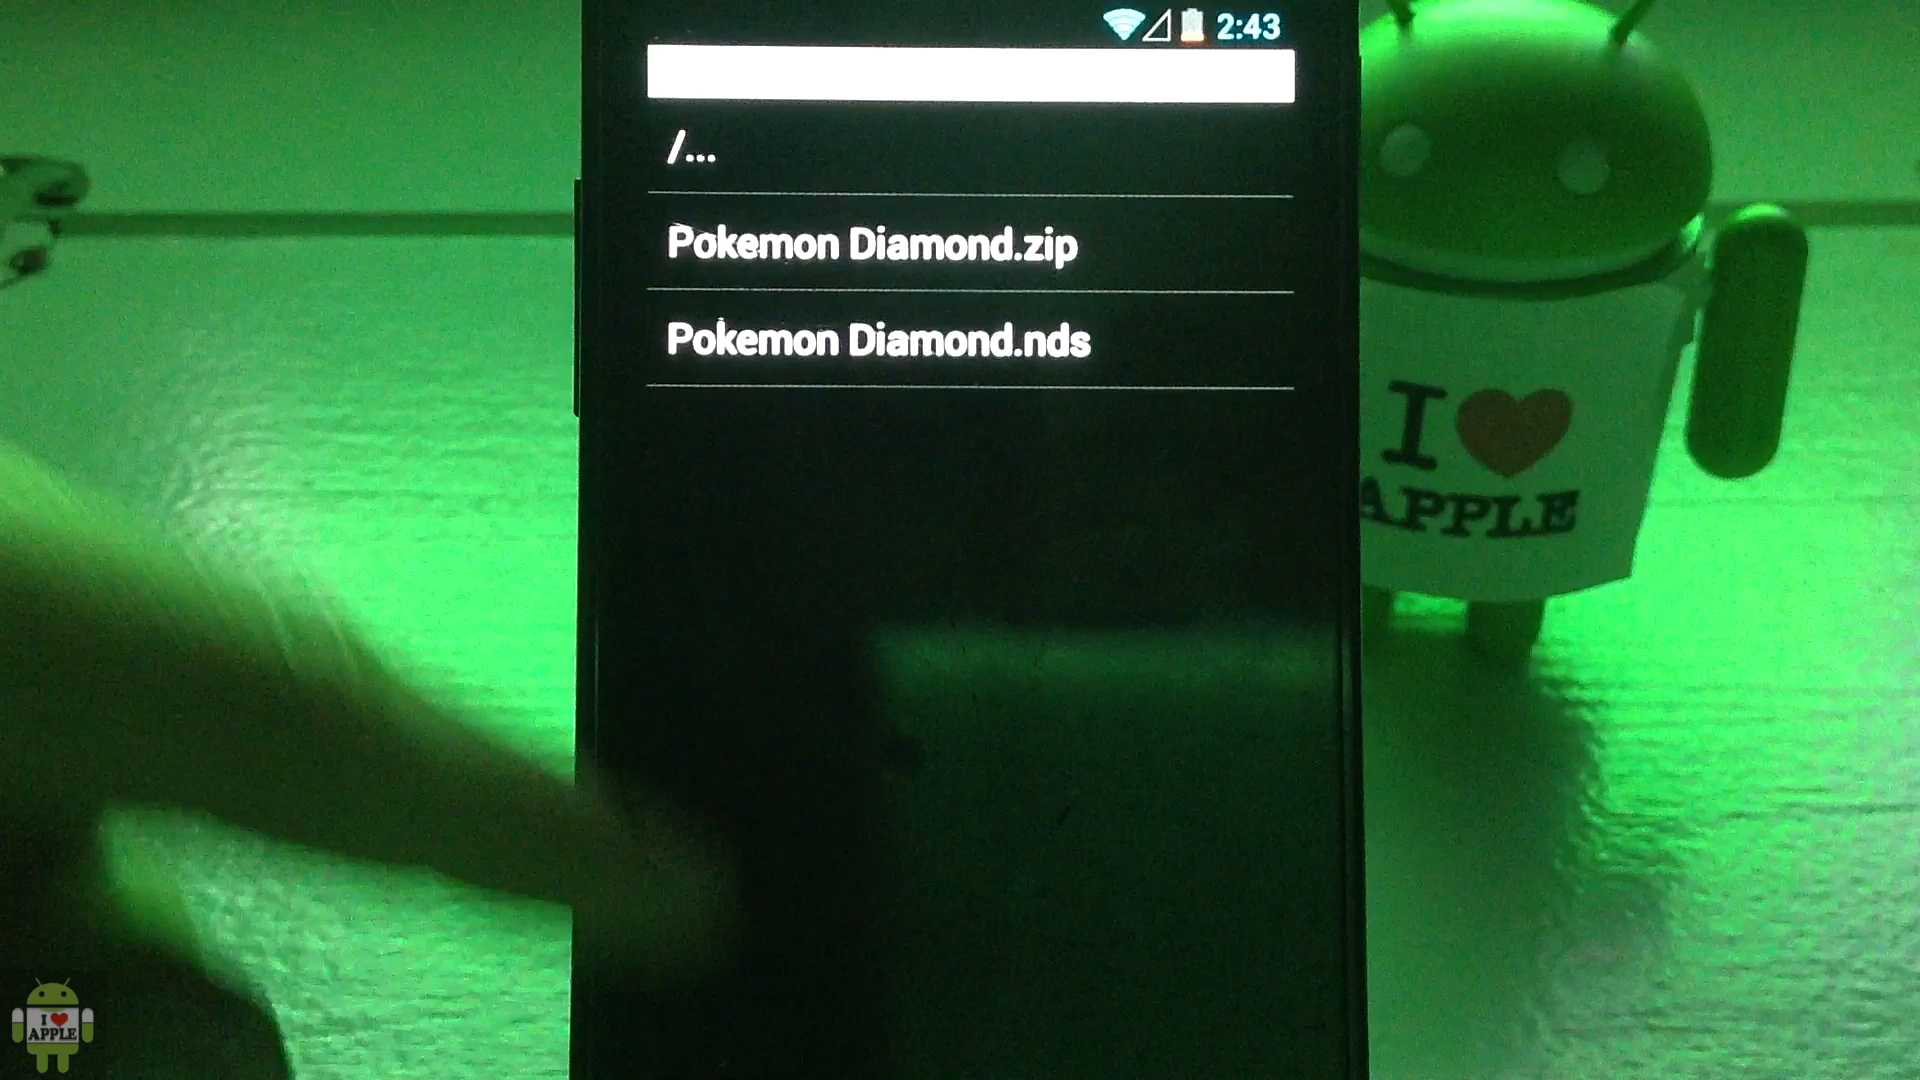 2:43
/...
Pokemon Diamond.zip
Pokemon Diamond.nds
I ❤
APPLE
I ❤
APPLE